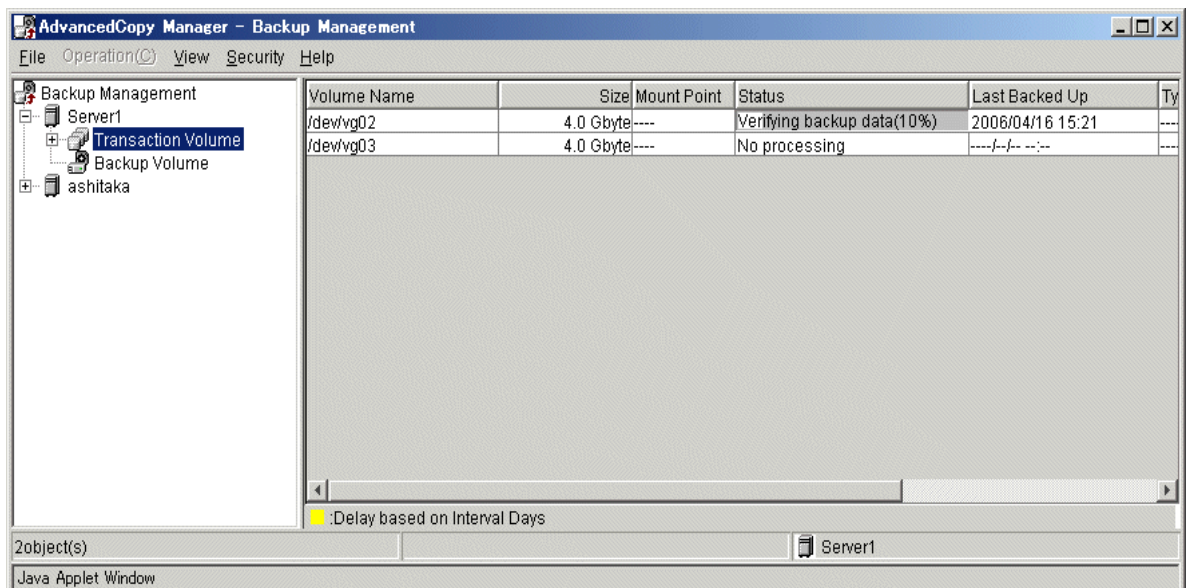 AdvancedCopy Manager - Backup Management
File Operation(C) View Security Help
Backup Management
Server1
Transaction Volume
Backup Volume
ashitaka
Volume Name Size Mount Point Status Last Backed Up Ty
/dev/vg02 4.0 Gbyte ---- Verifying backup data(10%) 2006/04/16 15:21 ----
/dev/vg03 4.0 Gbyte ---- No processing ----/--/-- --:-- ----
:Delay based on Interval Days
2object(s) Server1
Java Applet Window